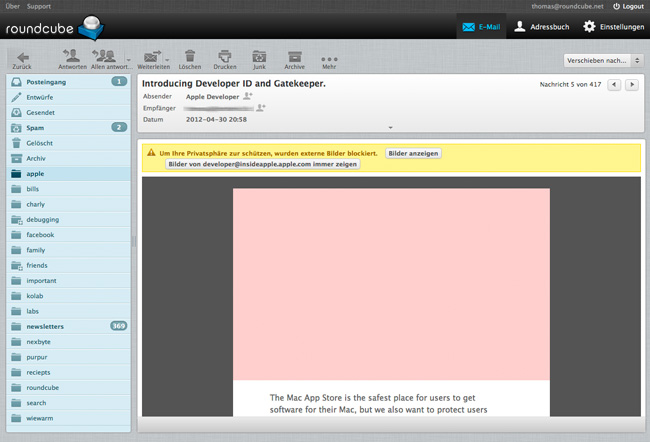 Über Support thomas@roundcube.net Logout
roundcube E-Mail Adressbuch Einstellungen
Zurück Antworten Allen antwort... Weiterleiten Löschen Drucken Junk Archive Mehr Verschieben nach...
Posteingang 1
Entwürfe
Gesendet
Spam 2
Gelöscht
Archiv
apple
bills
charly
debugging
facebook
family
friends
important
kolab
labs
newsletters 369
nexbyte
purpur
reciepts
roundcube
search
wiewarm
Introducing Developer ID and Gatekeeper.
Nachricht 5 von 417
Absender Apple Developer
Empfänger
Datum 2012-04-30 20:58
Um Ihre Privatsphäre zur schützen, wurden externe Bilder blockiert. Bilder anzeigen
Bilder von developer@insideapple.apple.com immer zeigen
The Mac App Store is the safest place for users to get
software for their Mac, but we also want to protect users